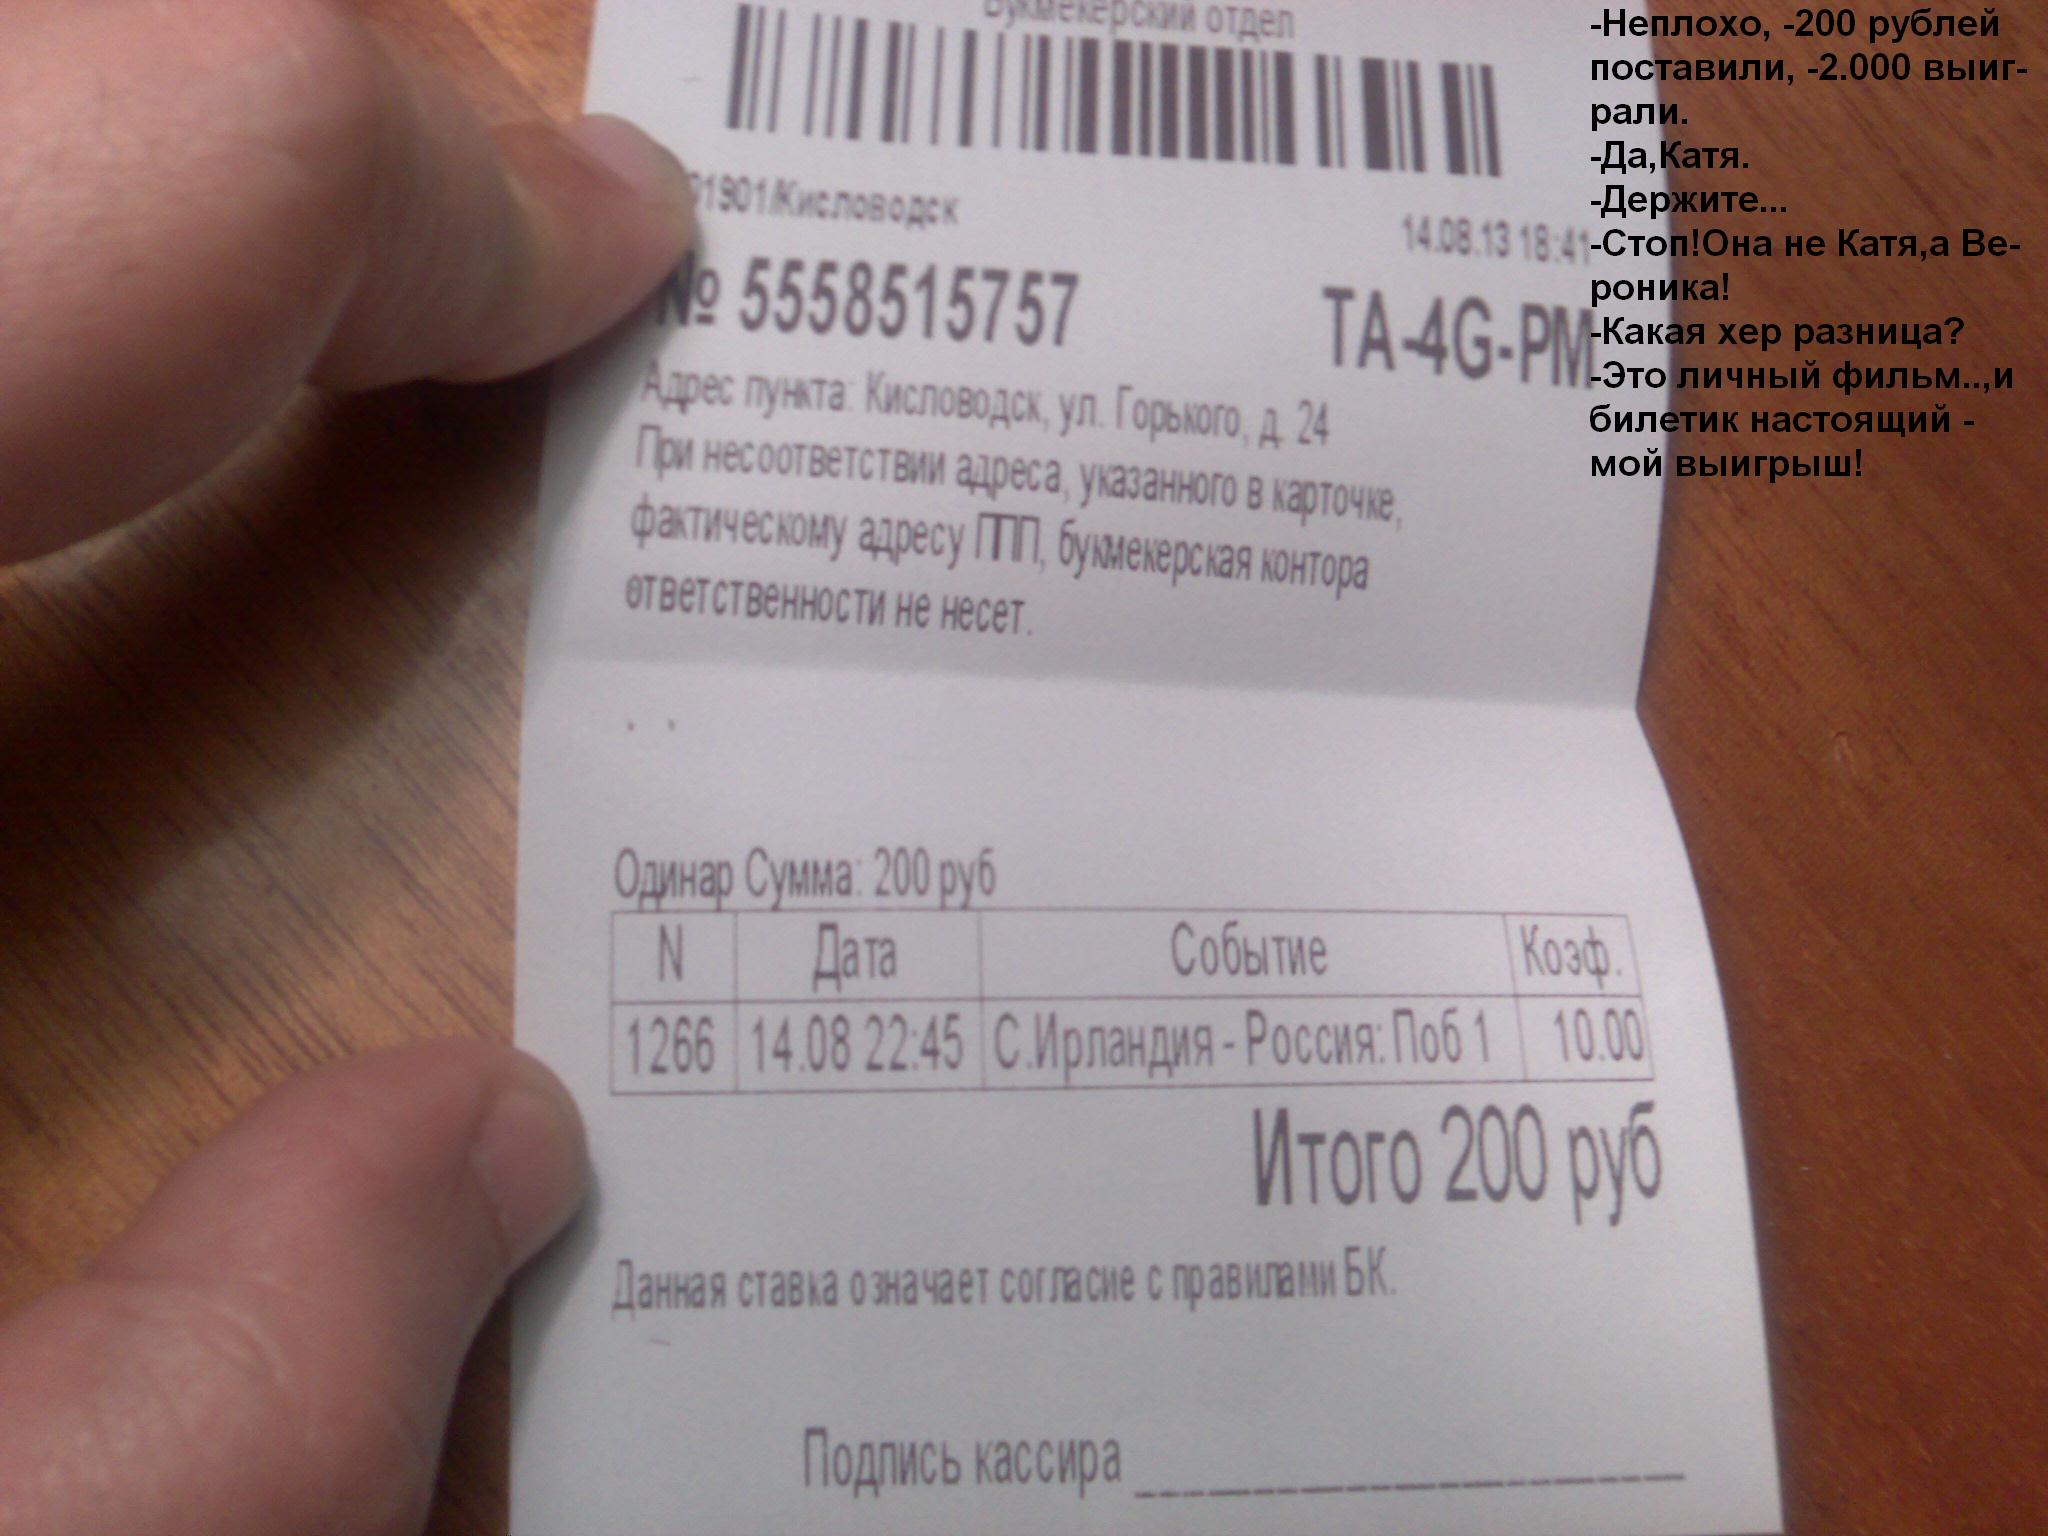 Букмекерский отдел
01901/Кисловодск
14.08.13 18:41
№ 5558515757
TA-4G-PM
Адрес пункта: Кисловодск, ул. Горького, д. 24
При несоответствии адреса, указанного в карточке,
фактическому адресу ППП, букмекерская контора
ответственности не несет.
Одинар Сумма: 200 руб
N Дата Событие Коэф.
1266 14.08 22:45 С.Ирландия - Россия: Поб 1 10.00
Итого 200 руб
Данная ставка означает согласие с правилами БК.
Подпись кассира
-Неплохо, -200 рублей
поставили, -2.000 выиг-
рали.
-Да,Катя.
-Держите...
-Стоп!Она не Катя,а Ве-
роника!
-Какая хер разница?
-Это личный фильм..,и
билетик настоящий -
мой выигрыш!